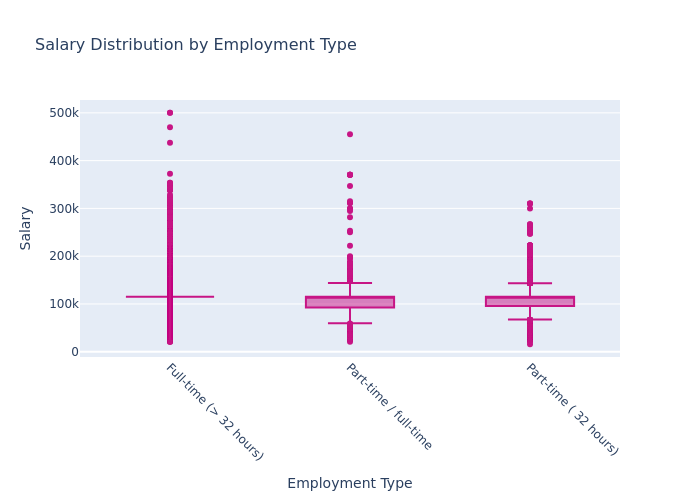 Salary Distribution by Employment Type
500k
400k
300k
200k
100k
0
Salary
Full-time (> 32 hours)
Part-time / full-time
Part-time ( 32 hours)
Employment Type